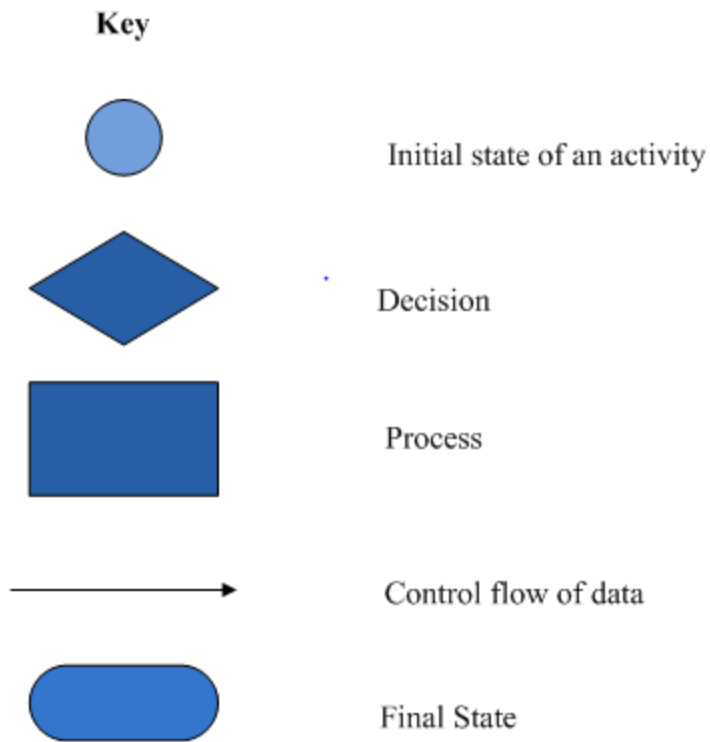 Key
Initial state of an activity
Decision
Process
Control flow of data
Final State